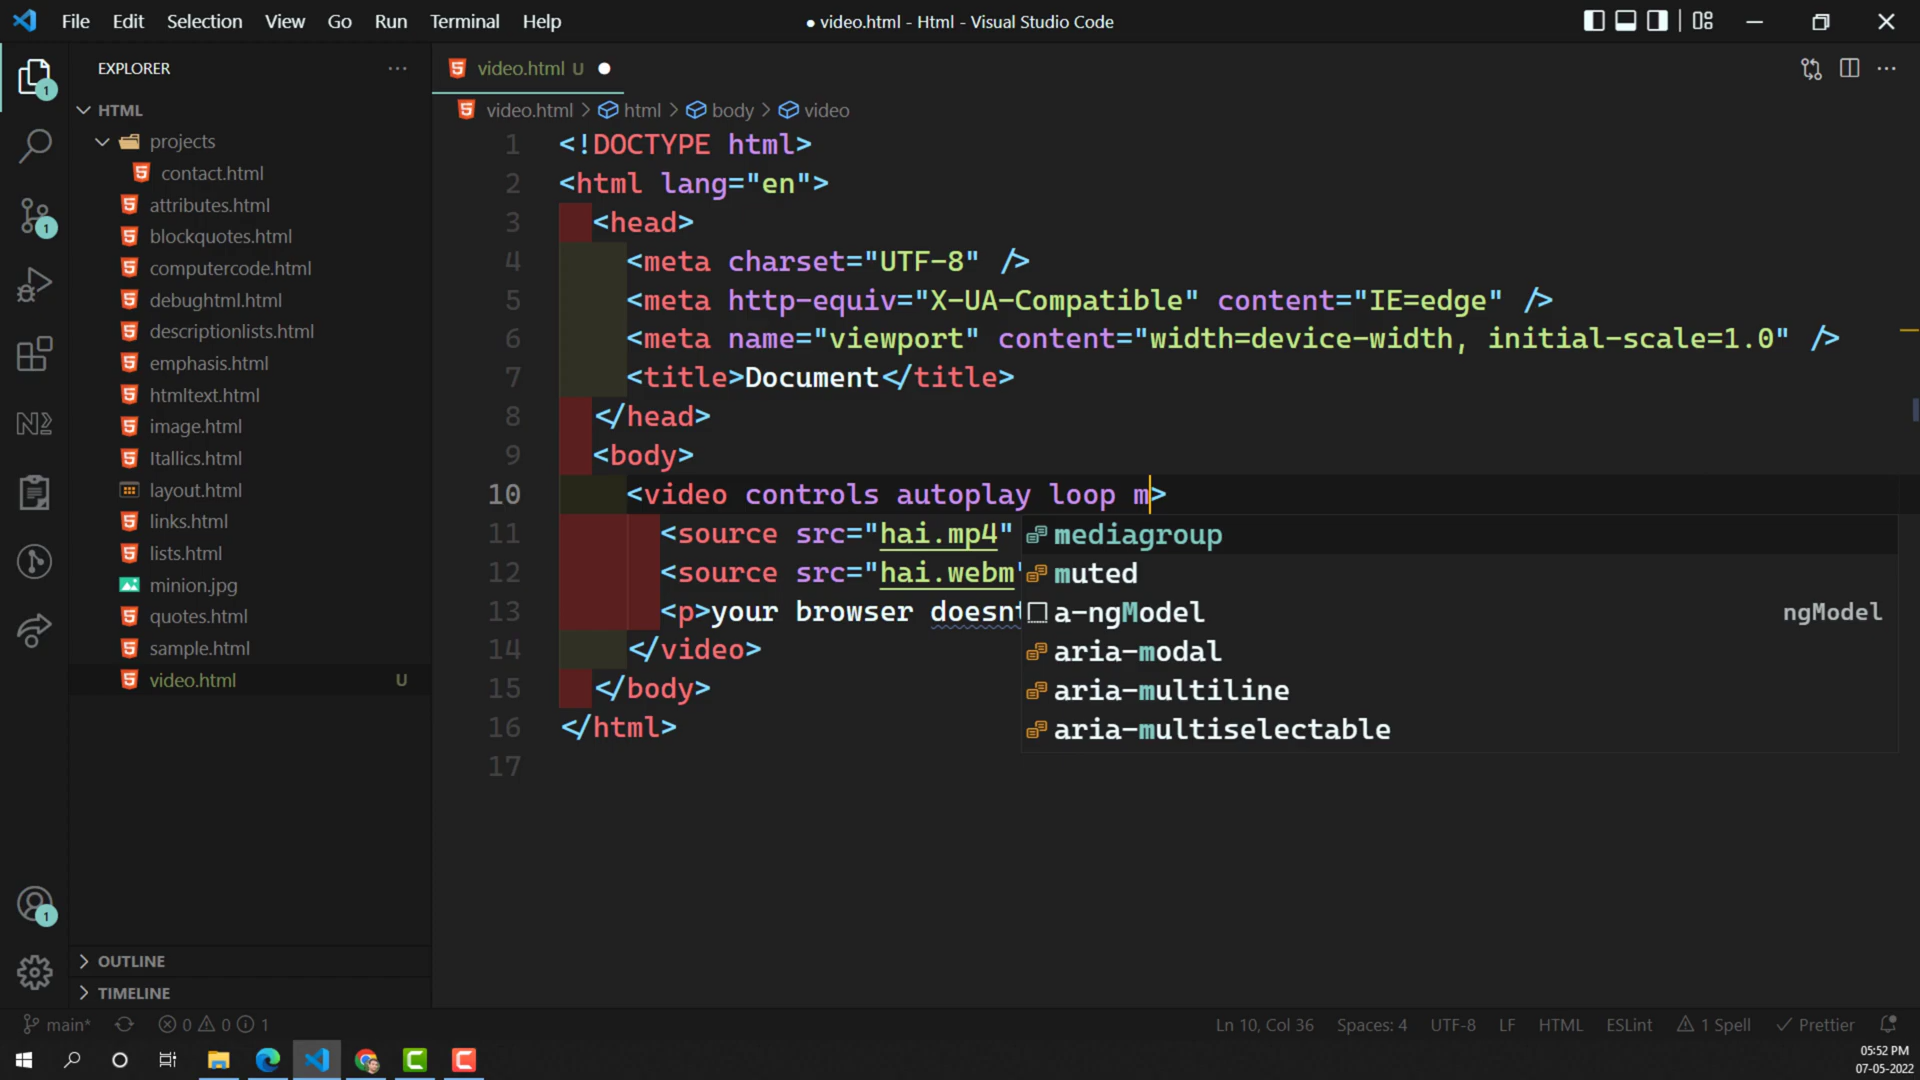 File Edit Selection View Go Run Terminal Help
● video.html - Html - Visual Studio Code
EXPLORER
HTML
projects
contact.html
attributes.html
blockquotes.html
computercode.html
debughtml.html
descriptionlists.html
emphasis.html
htmltext.html
image.html
Itallics.html
layout.html
links.html
lists.html
minion.jpg
quotes.html
sample.html
video.html U
OUTLINE
TIMELINE
video.html U
video.html > html > body > video
1 <!DOCTYPE html>
2 <html lang="en">
3 <head>
4 <meta charset="UTF-8" />
5 <meta http-equiv="X-UA-Compatible" content="IE=edge" />
6 <meta name="viewport" content="width=device-width, initial-scale=1.0" />
7 <title>Document</title>
8 </head>
9 <body>
10 <video controls autoplay loop m>
11 <source src="hai.mp4"
12 <source src="hai.webm"
13 <p>your browser doesnt
14 </video>
15 </body>
16 </html>
17
mediagroup
muted
a-ngModel ngModel
aria-modal
aria-multiline
aria-multiselectable
main* 0 0 1
Ln 10, Col 36 Spaces: 4 UTF-8 LF HTML ESLint 1 Spell Prettier
05:52 PM
07-05-2022